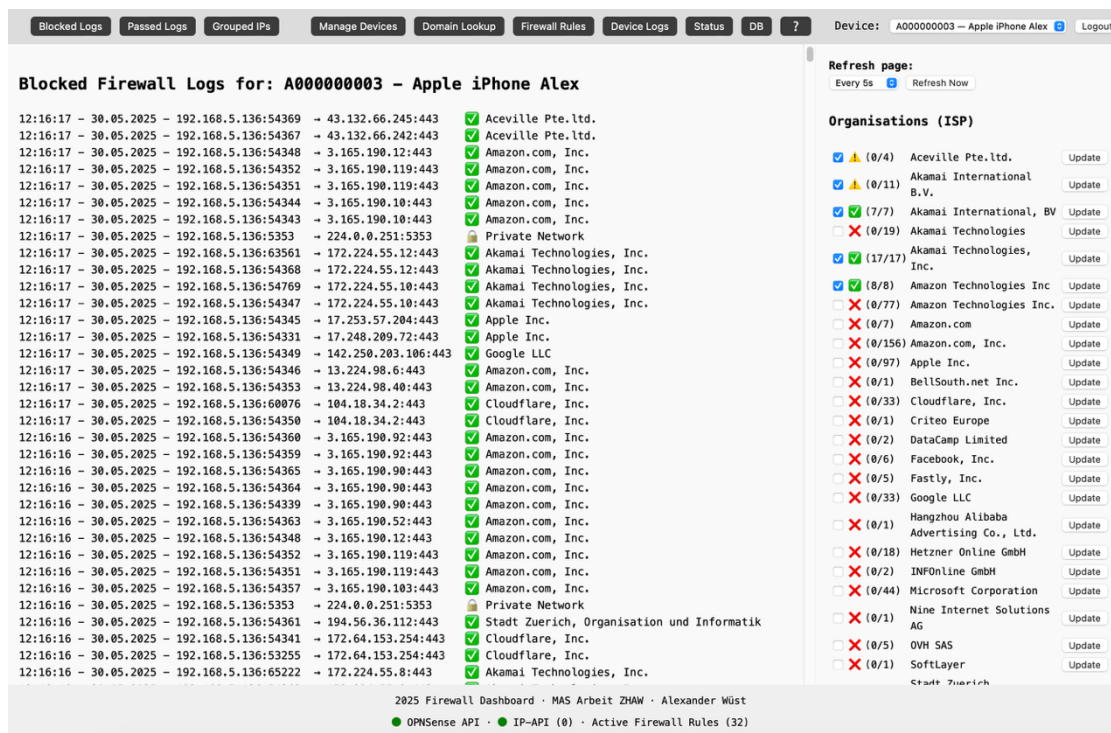 Blocked Logs Passed Logs Grouped IPs Manage Devices Domain Lookup Firewall Rules Device Logs Status DB ? Device: A000000003 — Apple iPhone Alex Logout
Blocked Firewall Logs for: A000000003 – Apple iPhone Alex
12:16:17 – 30.05.2025 – 192.168.5.136:54369 → 43.132.66.245:443 ✅ Aceville Pte.ltd.
12:16:17 – 30.05.2025 – 192.168.5.136:54367 → 43.132.66.242:443 ✅ Aceville Pte.ltd.
12:16:17 – 30.05.2025 – 192.168.5.136:54348 → 3.165.190.12:443 ✅ Amazon.com, Inc.
12:16:17 – 30.05.2025 – 192.168.5.136:54352 → 3.165.190.119:443 ✅ Amazon.com, Inc.
12:16:17 – 30.05.2025 – 192.168.5.136:54351 → 3.165.190.119:443 ✅ Amazon.com, Inc.
12:16:17 – 30.05.2025 – 192.168.5.136:54344 → 3.165.190.10:443 ✅ Amazon.com, Inc.
12:16:17 – 30.05.2025 – 192.168.5.136:54343 → 3.165.190.10:443 ✅ Amazon.com, Inc.
12:16:17 – 30.05.2025 – 192.168.5.136:5353 → 224.0.0.251:5353 🔒 Private Network
12:16:17 – 30.05.2025 – 192.168.5.136:63561 → 172.224.55.12:443 ✅ Akamai Technologies, Inc.
12:16:17 – 30.05.2025 – 192.168.5.136:54368 → 172.224.55.12:443 ✅ Akamai Technologies, Inc.
12:16:17 – 30.05.2025 – 192.168.5.136:54769 → 172.224.55.10:443 ✅ Akamai Technologies, Inc.
12:16:17 – 30.05.2025 – 192.168.5.136:54347 → 172.224.55.10:443 ✅ Akamai Technologies, Inc.
12:16:17 – 30.05.2025 – 192.168.5.136:54345 → 17.253.57.204:443 ✅ Apple Inc.
12:16:17 – 30.05.2025 – 192.168.5.136:54331 → 17.248.209.72:443 ✅ Apple Inc.
12:16:17 – 30.05.2025 – 192.168.5.136:54349 → 142.250.203.106:443 ✅ Google LLC
12:16:17 – 30.05.2025 – 192.168.5.136:54346 → 13.224.98.6:443 ✅ Amazon.com, Inc.
12:16:17 – 30.05.2025 – 192.168.5.136:54353 → 13.224.98.40:443 ✅ Amazon.com, Inc.
12:16:17 – 30.05.2025 – 192.168.5.136:60076 → 104.18.34.2:443 ✅ Cloudflare, Inc.
12:16:17 – 30.05.2025 – 192.168.5.136:54350 → 104.18.34.2:443 ✅ Cloudflare, Inc.
12:16:16 – 30.05.2025 – 192.168.5.136:54360 → 3.165.190.92:443 ✅ Amazon.com, Inc.
12:16:16 – 30.05.2025 – 192.168.5.136:54359 → 3.165.190.92:443 ✅ Amazon.com, Inc.
12:16:16 – 30.05.2025 – 192.168.5.136:54365 → 3.165.190.90:443 ✅ Amazon.com, Inc.
12:16:16 – 30.05.2025 – 192.168.5.136:54364 → 3.165.190.90:443 ✅ Amazon.com, Inc.
12:16:16 – 30.05.2025 – 192.168.5.136:54339 → 3.165.190.90:443 ✅ Amazon.com, Inc.
12:16:16 – 30.05.2025 – 192.168.5.136:54363 → 3.165.190.52:443 ✅ Amazon.com, Inc.
12:16:16 – 30.05.2025 – 192.168.5.136:54348 → 3.165.190.12:443 ✅ Amazon.com, Inc.
12:16:16 – 30.05.2025 – 192.168.5.136:54352 → 3.165.190.119:443 ✅ Amazon.com, Inc.
12:16:16 – 30.05.2025 – 192.168.5.136:54351 → 3.165.190.119:443 ✅ Amazon.com, Inc.
12:16:16 – 30.05.2025 – 192.168.5.136:54357 → 3.165.190.103:443 ✅ Amazon.com, Inc.
12:16:16 – 30.05.2025 – 192.168.5.136:5353 → 224.0.0.251:5353 🔒 Private Network
12:16:16 – 30.05.2025 – 192.168.5.136:54361 → 194.56.36.112:443 ✅ Stadt Zuerich, Organisation und Informatik
12:16:16 – 30.05.2025 – 192.168.5.136:54341 → 172.64.153.254:443 ✅ Cloudflare, Inc.
12:16:16 – 30.05.2025 – 192.168.5.136:53255 → 172.64.153.254:443 ✅ Cloudflare, Inc.
12:16:16 – 30.05.2025 – 192.168.5.136:65222 → 172.224.55.8:443 ✅ Akamai Technologies, Inc.
Refresh page:
Every 5s Refresh Now
Organisations (ISP)
(0/4) Aceville Pte.ltd. Update
(0/11) Akamai International
B.V. Update
(7/7) Akamai International, BV Update
(0/19) Akamai Technologies Update
(17/17) Akamai Technologies,
Inc. Update
(8/8) Amazon Technologies Inc Update
(0/77) Amazon Technologies Inc. Update
(0/7) Amazon.com Update
(0/156) Amazon.com, Inc. Update
(0/97) Apple Inc. Update
(0/1) BellSouth.net Inc. Update
(0/33) Cloudflare, Inc. Update
(0/1) Criteo Europe Update
(0/2) DataCamp Limited Update
(0/6) Facebook, Inc. Update
(0/5) Fastly, Inc. Update
(0/33) Google LLC Update
(0/1) Hangzhou Alibaba
Advertising Co., Ltd. Update
(0/18) Hetzner Online GmbH Update
(0/2) INFOnline GmbH Update
(0/44) Microsoft Corporation Update
(0/1) Nine Internet Solutions
AG Update
(0/5) OVH SAS Update
(0/1) SoftLayer Update
Stadt Zuerich
2025 Firewall Dashboard · MAS Arbeit ZHAW · Alexander Wüst
OPNSense API · IP-API (0) · Active Firewall Rules (32)